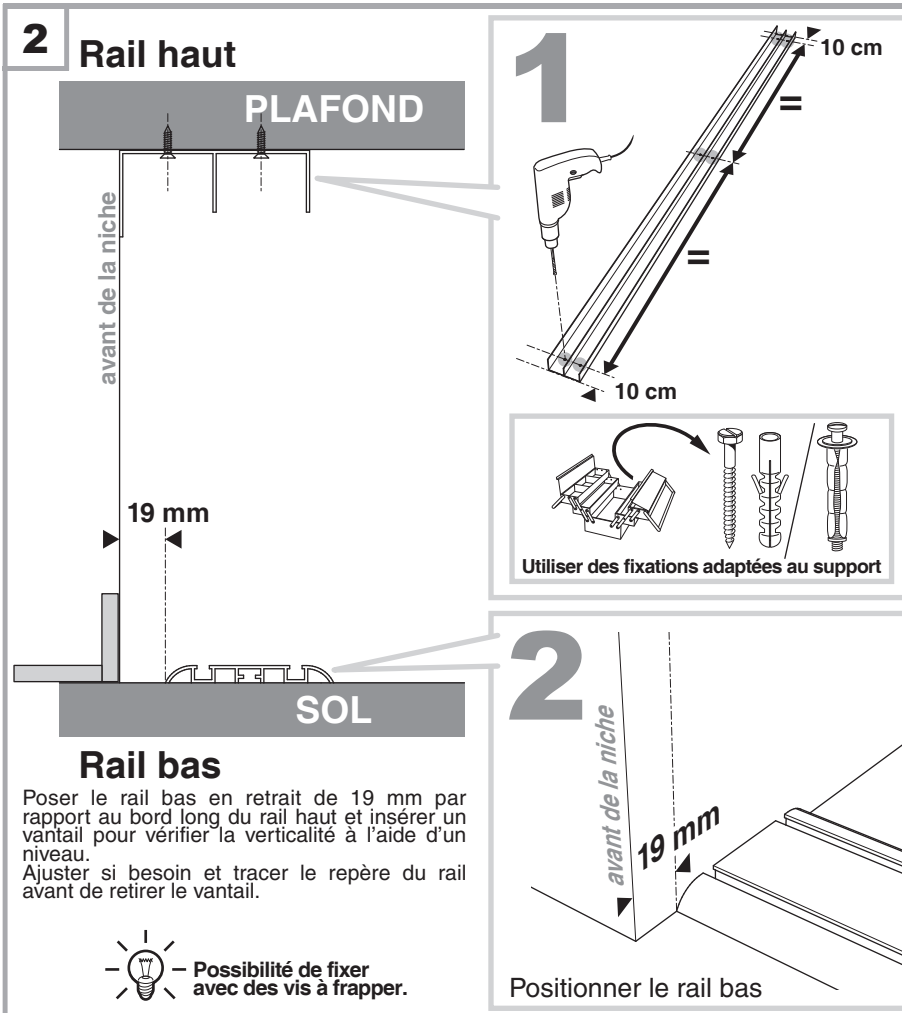 2
Rail haut
PLAFOND
avant de la niche
19 mm
SOL
Rail bas
Poser le rail bas en retrait de 19 mm par
rapport au bord long du rail haut et insérer un
vantail pour vérifier la verticalité à l'aide d'un
niveau.
Ajuster si besoin et tracer le repère du rail
avant de retirer le vantail.
Possibilité de fixer
avec des vis à frapper.
1
10 cm
=
=
10 cm
Utiliser des fixations adaptées au support
2
avant de la niche
19 mm
Positionner le rail bas